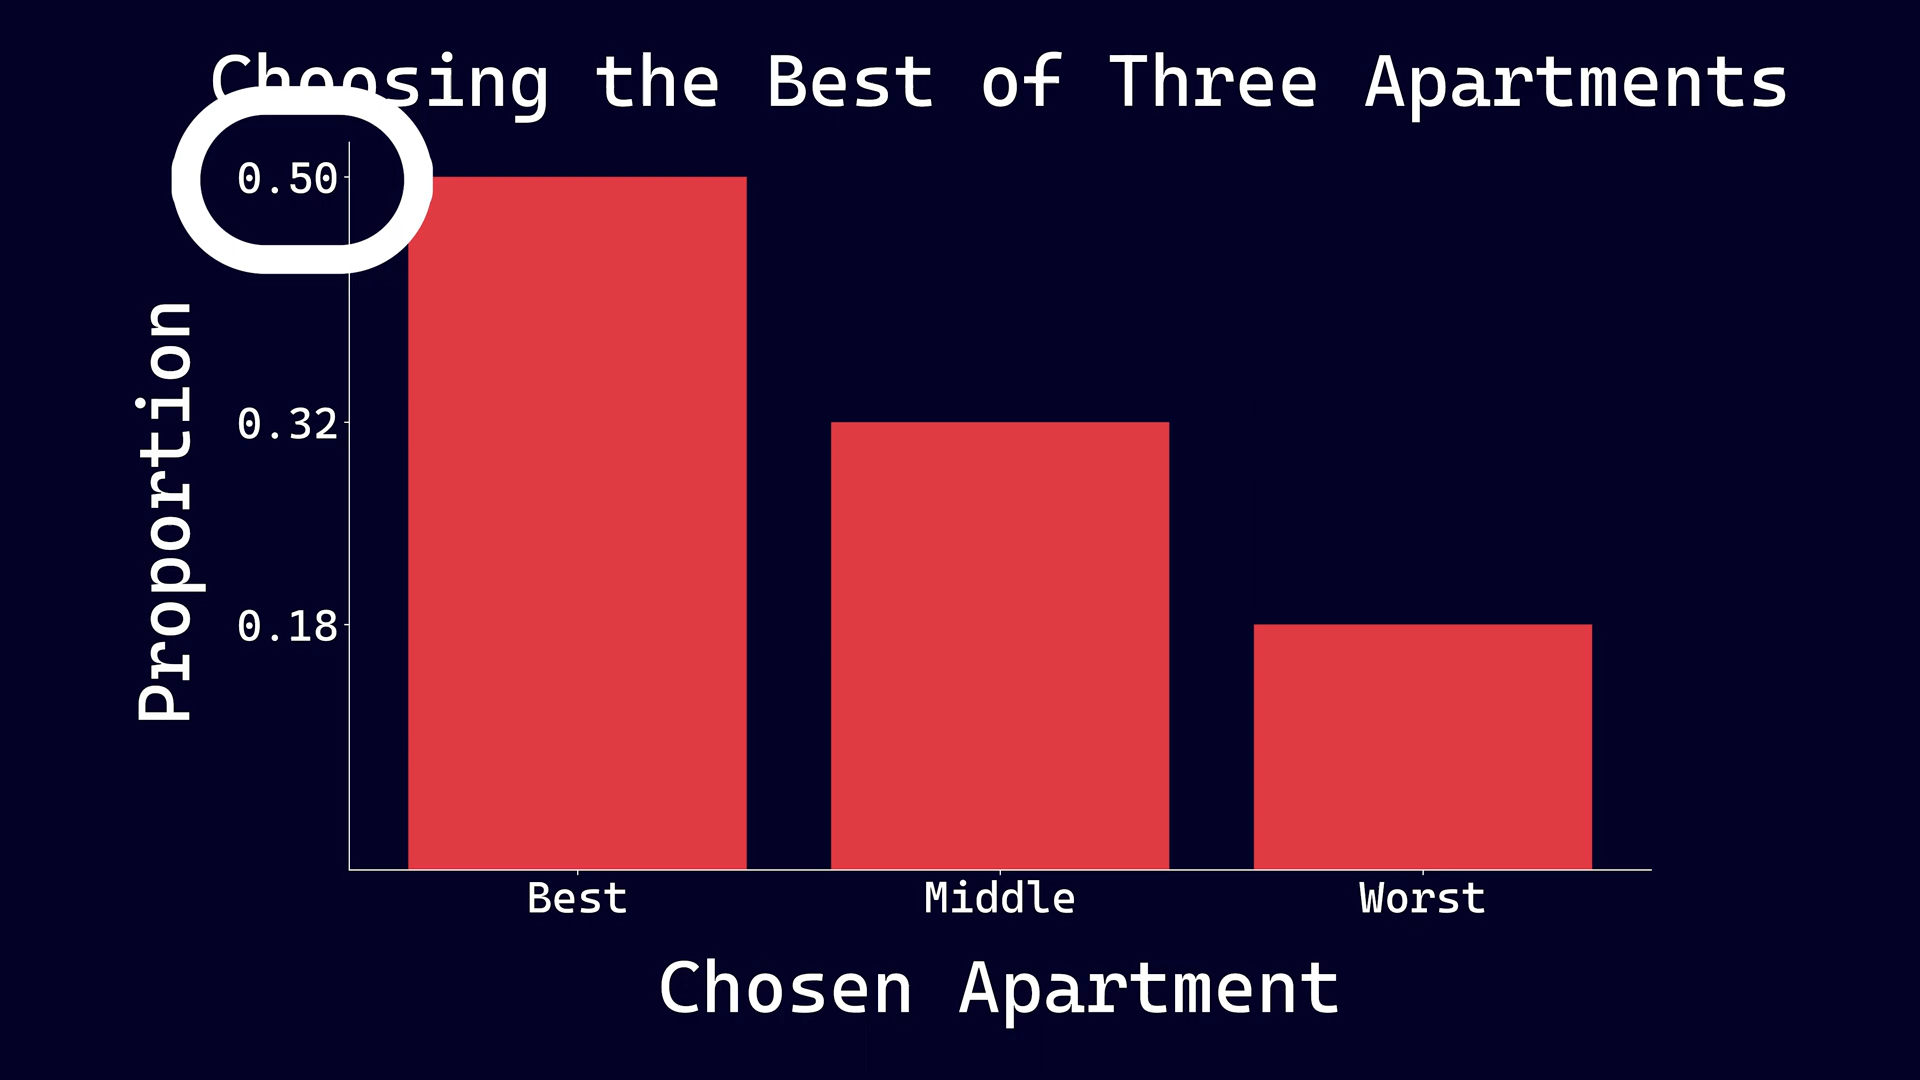 Choosing the Best of Three Apartments
0.50
0.32
0.18
Proportion
Best Middle Worst
Chosen Apartment